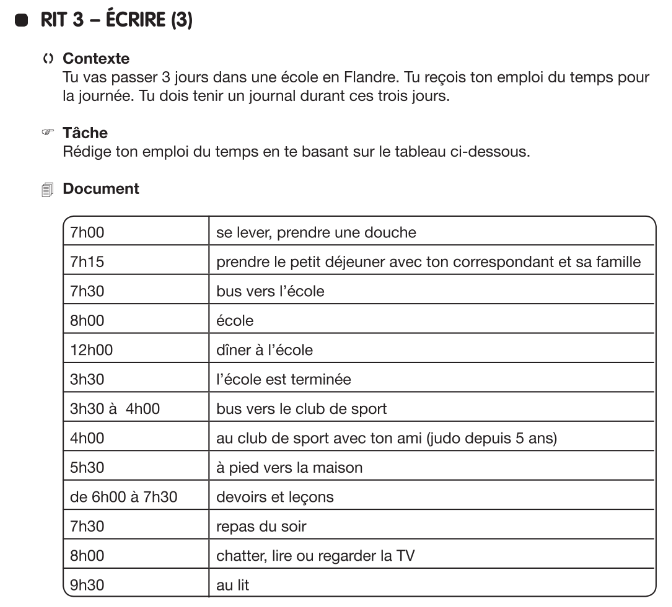 RIT 3 – ÉCRIRE (3)
Contexte
Tu vas passer 3 jours dans une école en Flandre. Tu reçois ton emploi du temps pour
la journée. Tu dois tenir un journal durant ces trois jours.
Tâche
Rédige ton emploi du temps en te basant sur le tableau ci-dessous.
Document
7h00 se lever, prendre une douche
7h15 prendre le petit déjeuner avec ton correspondant et sa famille
7h30 bus vers l'école
8h00 école
12h00 dîner à l'école
3h30 l'école est terminée
3h30 à 4h00 bus vers le club de sport
4h00 au club de sport avec ton ami (judo depuis 5 ans)
5h30 à pied vers la maison
de 6h00 à 7h30 devoirs et leçons
7h30 repas du soir
8h00 chatter, lire ou regarder la TV
9h30 au lit